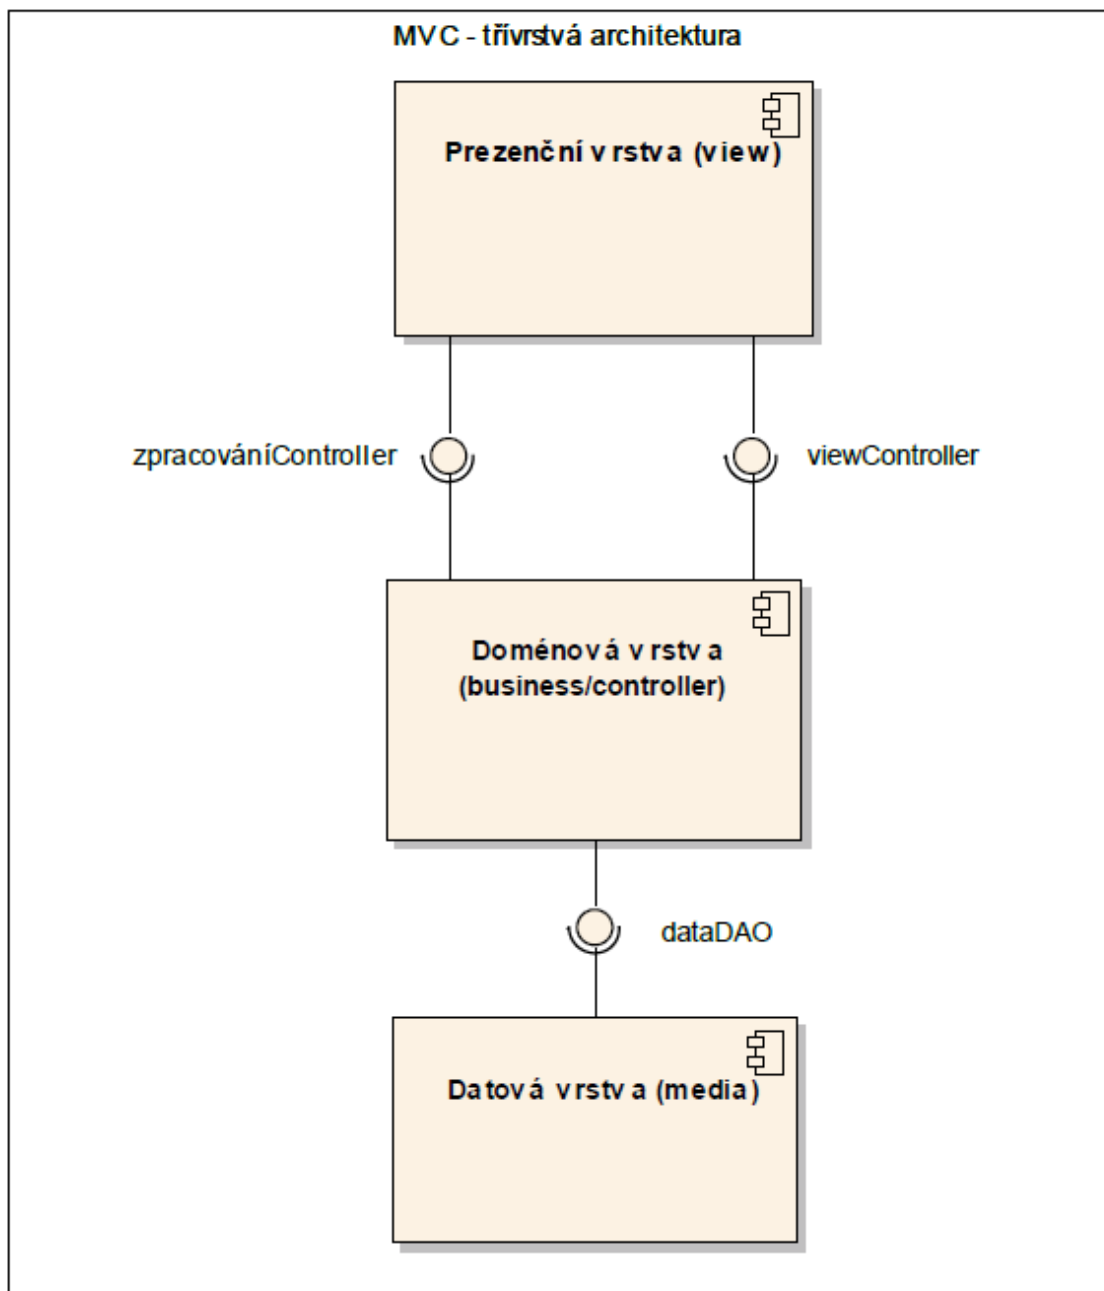 MVC - třívrstvá architektura
Prezenční vrstva (view)
zpracováníController
viewController
Doménová vrstva
(business/controller)
dataDAO
Datová vrstva (media)